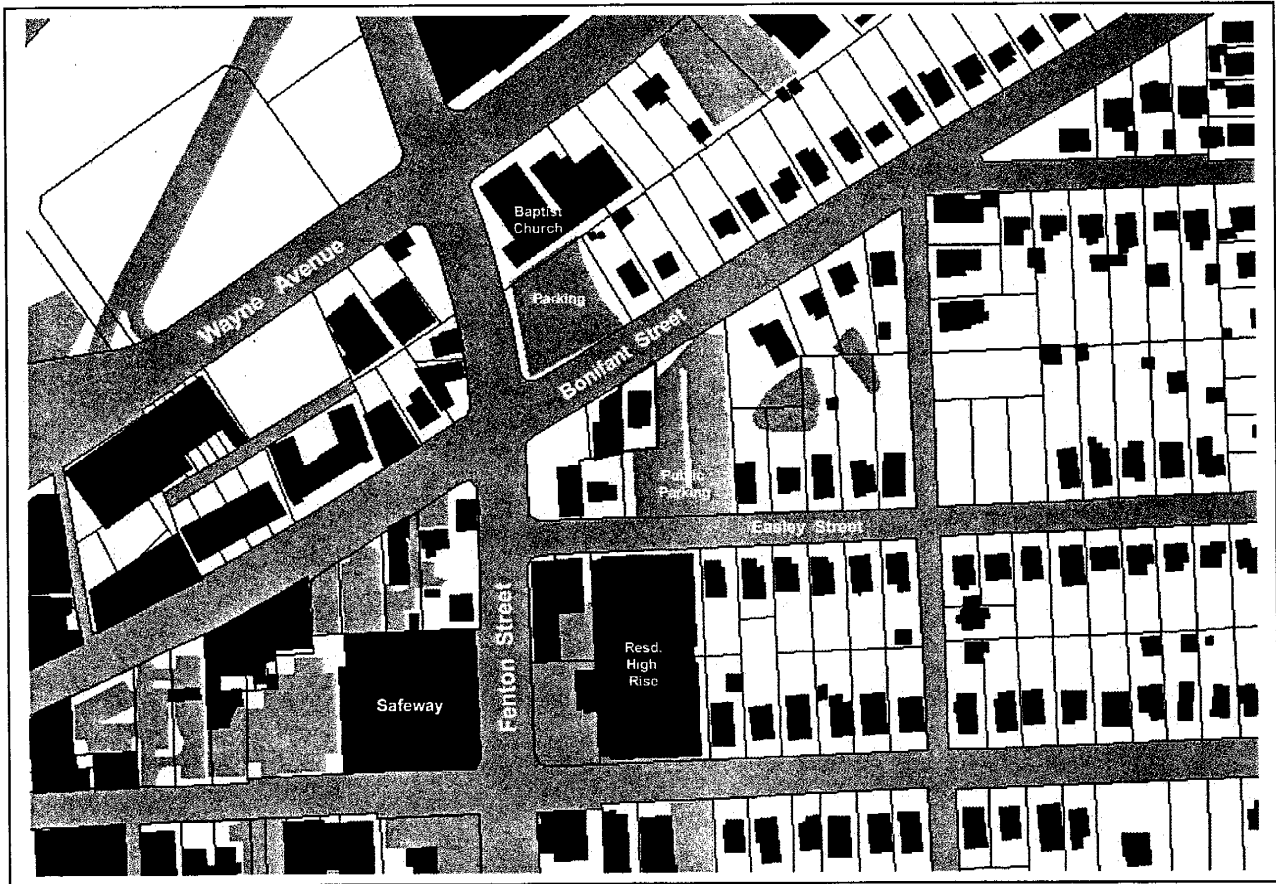 Baptist
Church
Wayne Avenue
Parking
Bonifant Street
Public
Parking
Easley Street
Fenton Street
Resd.
High
Rise
Safeway